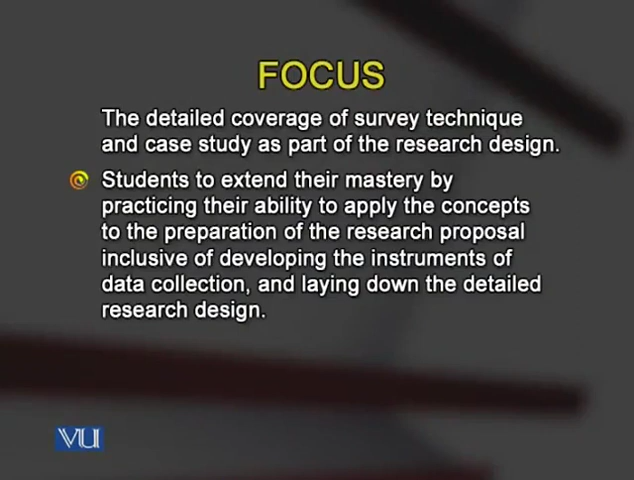 FOCUS
The detailed coverage of survey technique
and case study as part of the research design.
Students to extend their mastery by
practicing their ability to apply the concepts
to the preparation of the research proposal
inclusive of developing the instruments of
data collection, and laying down the detailed
research design.
VU